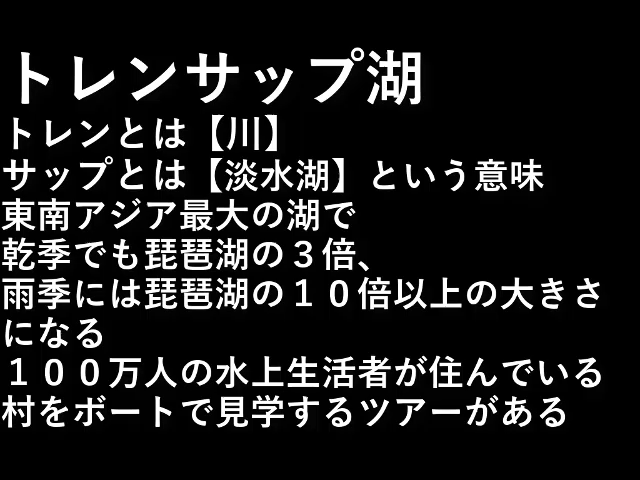 トレンサップ湖
トレンとは【川】
サップとは【淡水湖】という意味
東南アジア最大の湖で
乾季でも琵琶湖の３倍、
雨季には琵琶湖の１０倍以上の大きさ
になる
１００万人の水上生活者が住んでいる
村をボートで見学するツアーがある